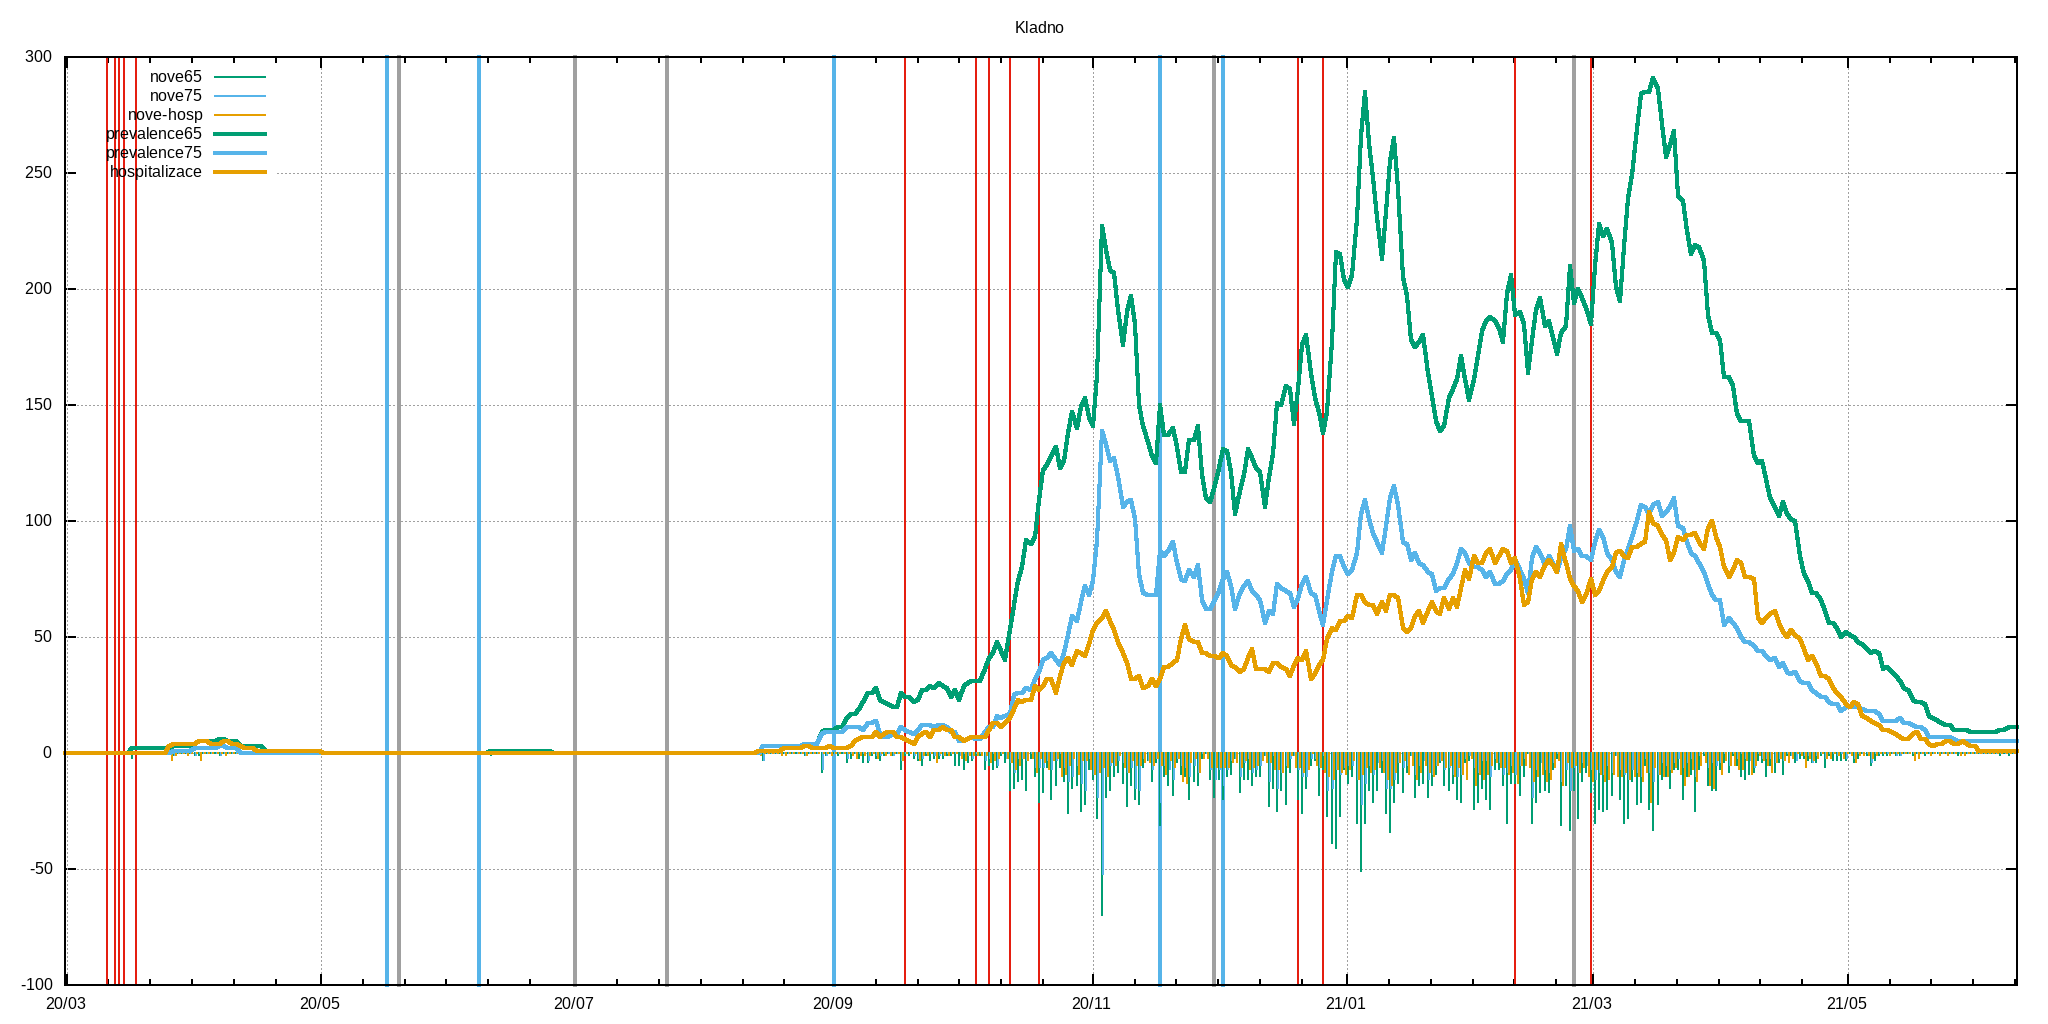 Kladno
300
250
200
150
100
50
0
-50
-100
nove65
nove75
nove-hosp
prevalence65
prevalence75
hospitalizace
20/03 20/05 20/07 20/09 20/11 21/01 21/03 21/05